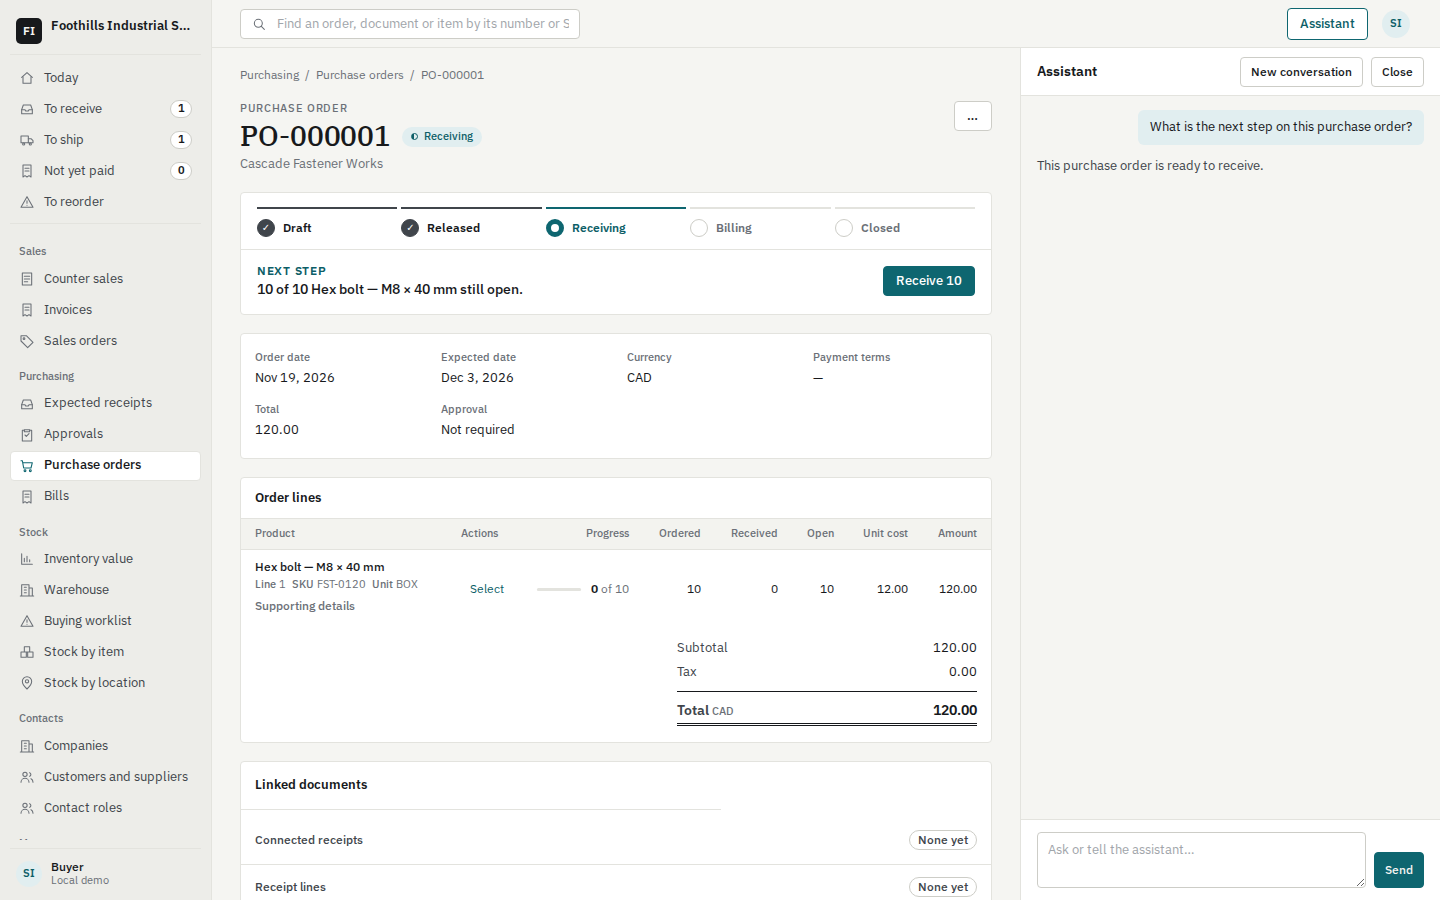 FI
Foothills Industrial S...
Today
To receive
1
To ship
1
Not yet paid
0
To reorder
Sales
Counter sales
Invoices
Sales orders
Purchasing
Expected receipts
Approvals
Purchase orders
Bills
Stock
Inventory value
Warehouse
Buying worklist
Stock by item
Stock by location
Contacts
Companies
Customers and suppliers
Contact roles
SI
Buyer
Local demo
Find an order, document or item by its number or S
Assistant
SI
Purchasing / Purchase orders / PO-000001
PURCHASE ORDER
PO-000001
Receiving
Cascade Fastener Works
...
Draft
Released
Receiving
Billing
Closed
NEXT STEP
10 of 10 Hex bolt — M8 × 40 mm still open.
Receive 10
Order date
Nov 19, 2026
Expected date
Dec 3, 2026
Currency
CAD
Payment terms
—
Total
120.00
Approval
Not required
Order lines
Product Actions Progress Ordered Received Open Unit cost Amount
Hex bolt — M8 × 40 mm
Line 1 SKU FST-0120 Unit BOX
Supporting details
Select
0 of 10
10
0
10
12.00
120.00
Subtotal 120.00
Tax 0.00
Total CAD 120.00
Linked documents
Connected receipts
None yet
Receipt lines
None yet
Assistant
New conversation
Close
What is the next step on this purchase order?
This purchase order is ready to receive.
Ask or tell the assistant...
Send